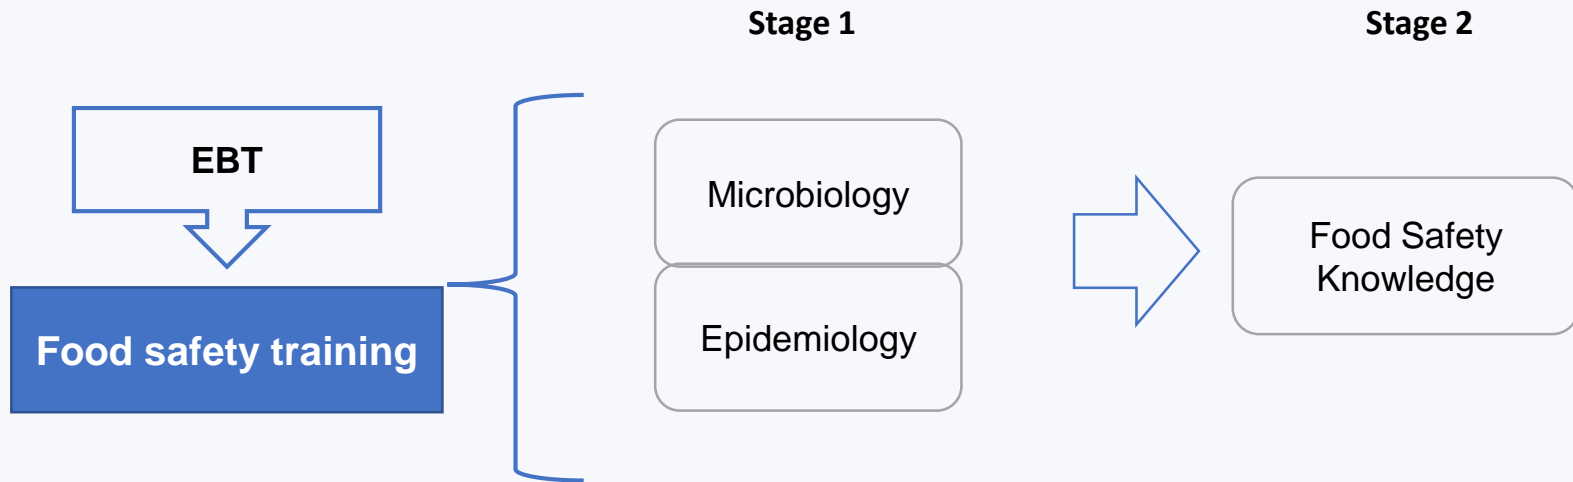 Stage 1
Stage 2
EBT
Food safety training
Microbiology
Epidemiology
Food Safety
Knowledge